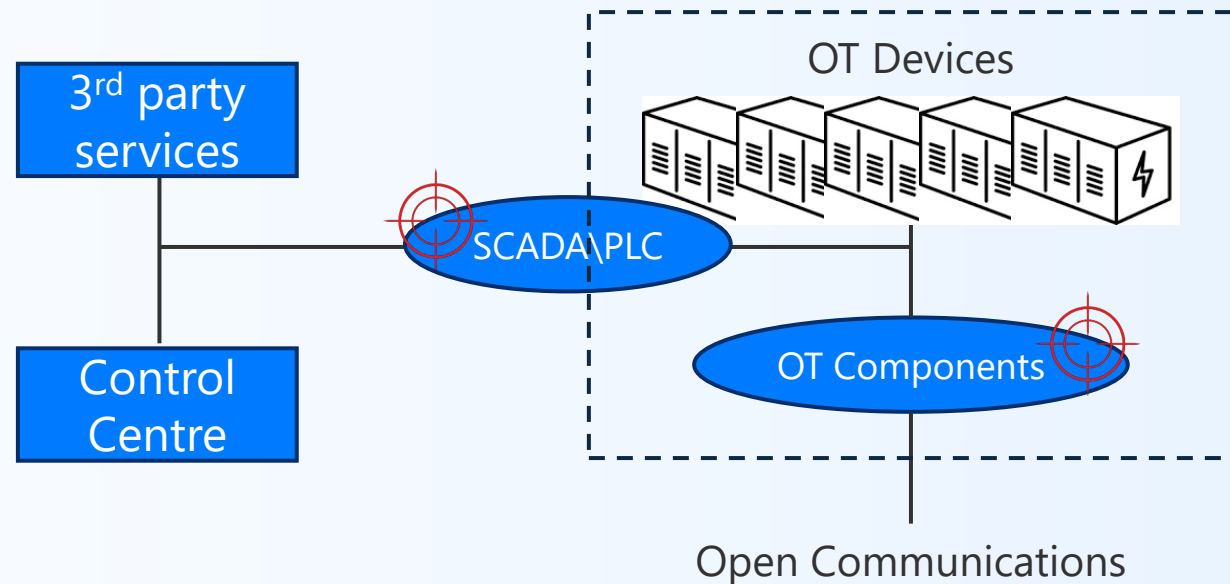 OT Devices
3rd party
services
SCADA\PLC
OT Components
Control
Centre
Open Communications